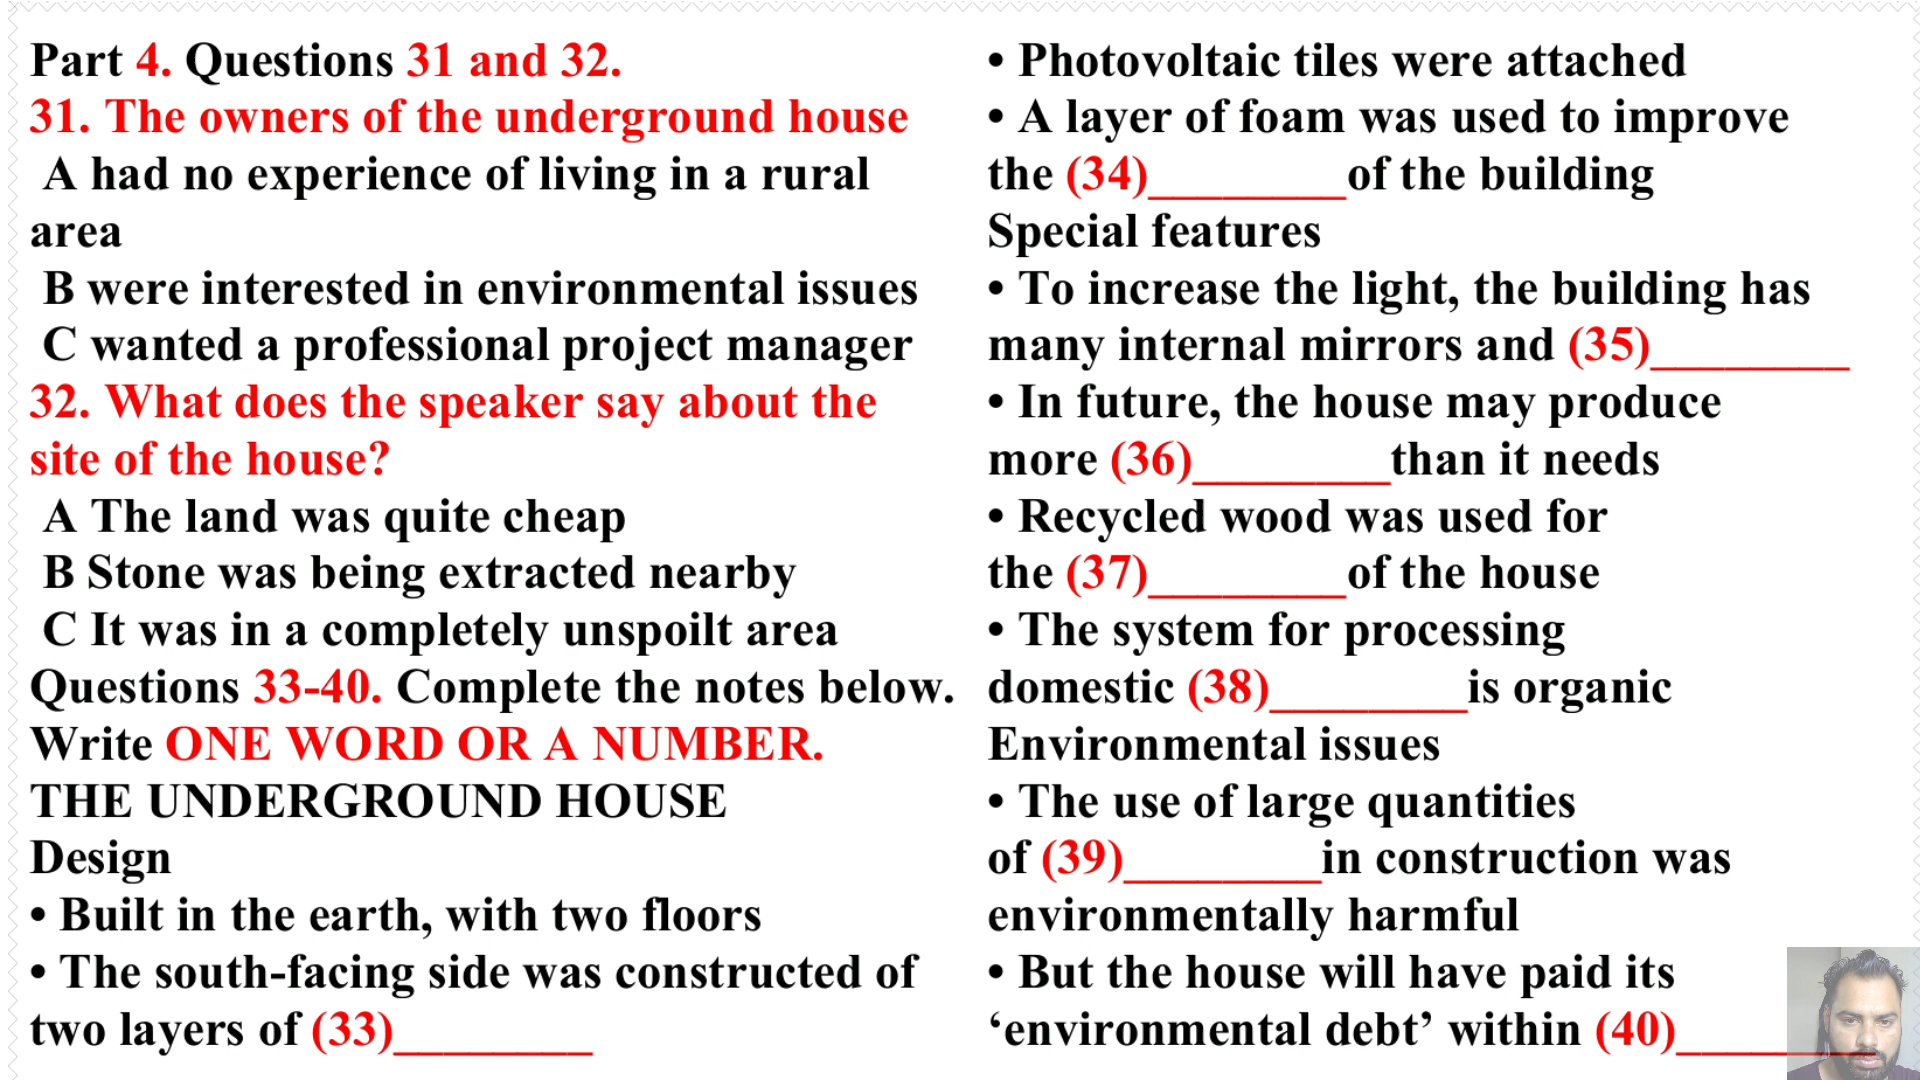 Part 4. Questions 31 and 32.
31. The owners of the underground house
A had no experience of living in a rural
area
B were interested in environmental issues
C wanted a professional project manager
32. What does the speaker say about the
site of the house?
A The land was quite cheap
B Stone was being extracted nearby
C It was in a completely unspoilt area
Questions 33-40. Complete the notes below.
Write ONE WORD OR A NUMBER.
THE UNDERGROUND HOUSE
Design
• Built in the earth, with two floors
• The south-facing side was constructed of
two layers of (33)________
• Photovoltaic tiles were attached
• A layer of foam was used to improve
the (34)________of the building
Special features
• To increase the light, the building has
many internal mirrors and (35)________
• In future, the house may produce
more (36)________than it needs
• Recycled wood was used for
the (37)________of the house
• The system for processing
domestic (38)________is organic
Environmental issues
• The use of large quantities
of (39)________in construction was
environmentally harmful
• But the house will have paid its
‘environmental debt’ within (40)________